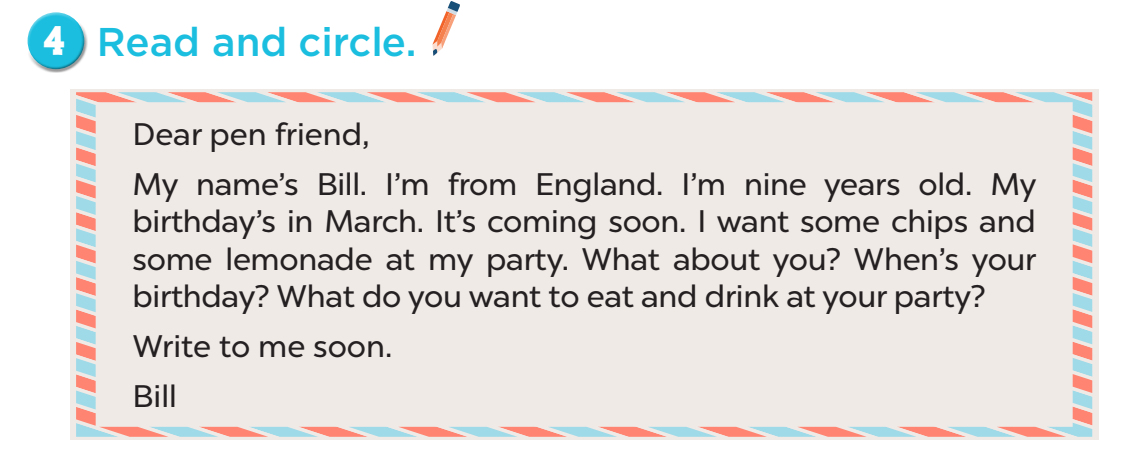 4 Read and circle.
Dear pen friend,
My name's Bill. I'm from England. I'm nine years old. My
birthday's in March. It's coming soon. I want some chips and
some lemonade at my party. What about you? When's your
birthday? What do you want to eat and drink at your party?
Write to me soon.
Bill